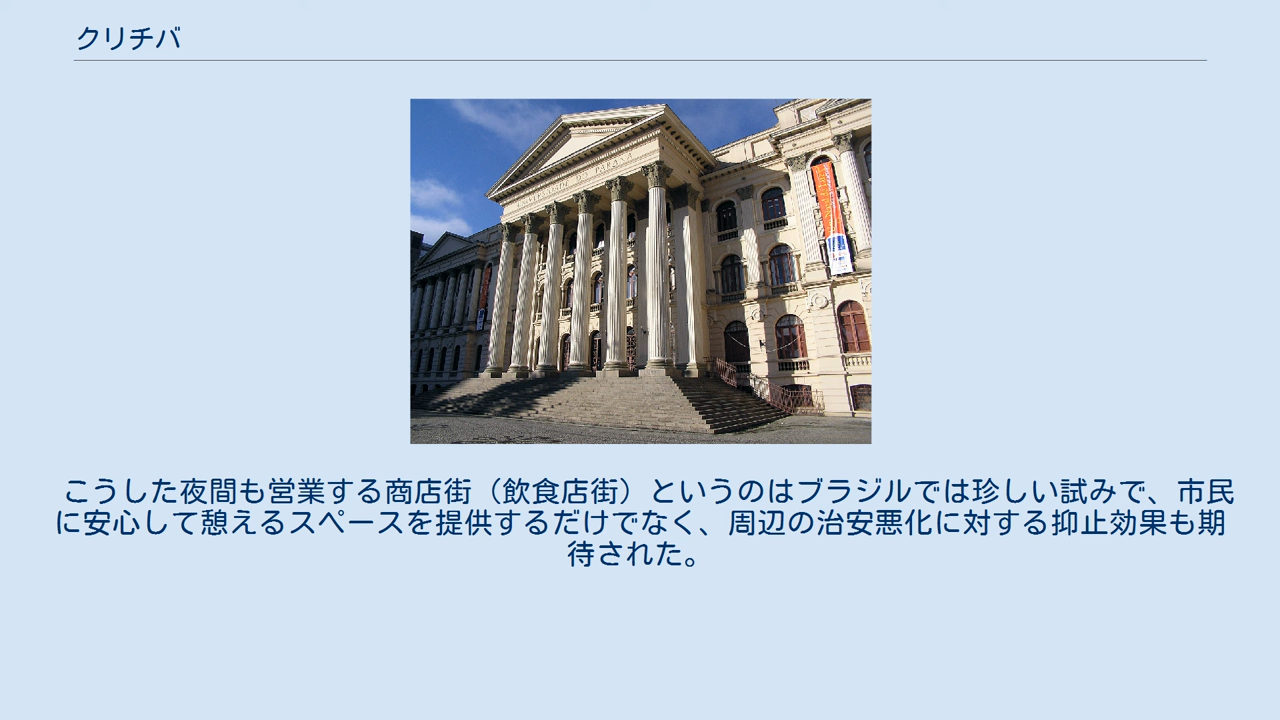 クリチバ
こうした夜間も営業する商店街（飲食店街）というのはブラジルでは珍しい試みで、市民
に安心して憩えるスペースを提供するだけでなく、周辺の治安悪化に対する抑止効果も期
待された。